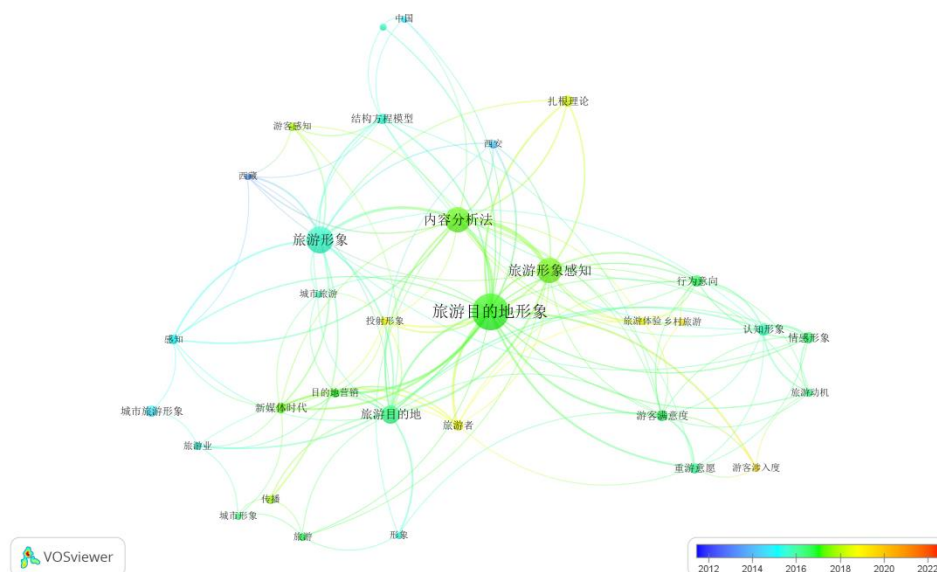 中国
扎根理论
结构方程模型
游客感知
西安
西藏
内容分析法
旅游形象
旅游形象感知
行为意向
城市旅游
旅游目的地形象
投射形象
旅游体验 乡村旅游
认知形象
情感形象
感知
目的地营销
旅游动机
新媒体时代
城市旅游形象
旅游目的地
游客满意度
旅游者
旅游业
重游意愿
游客涉入度
传播
城市形象
旅游
形象
VOSviewer
2012 2014 2016 2018 2020 2022